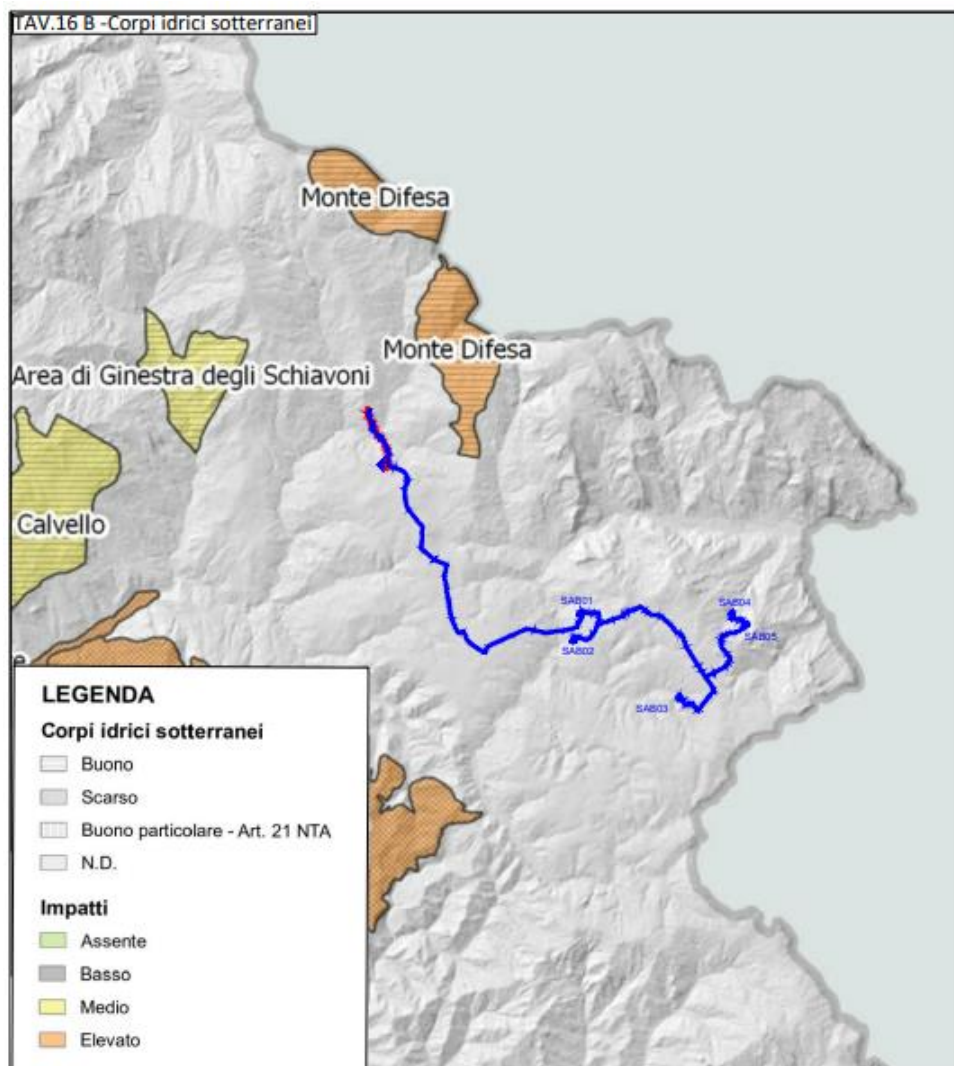 TAV.16 B -Corpi idrici sotterranei
Monte Difesa
Monte Difesa
Area di Ginestra degli Schiavoni
Calvello
SAB01
SAB04
SAB05
SAB02
SAB03
e
LEGENDA
Corpi idrici sotterranei
Buono
Scarso
Buono particolare - Art. 21 NTA
N.D.
Impatti
Assente
Basso
Medio
Elevato